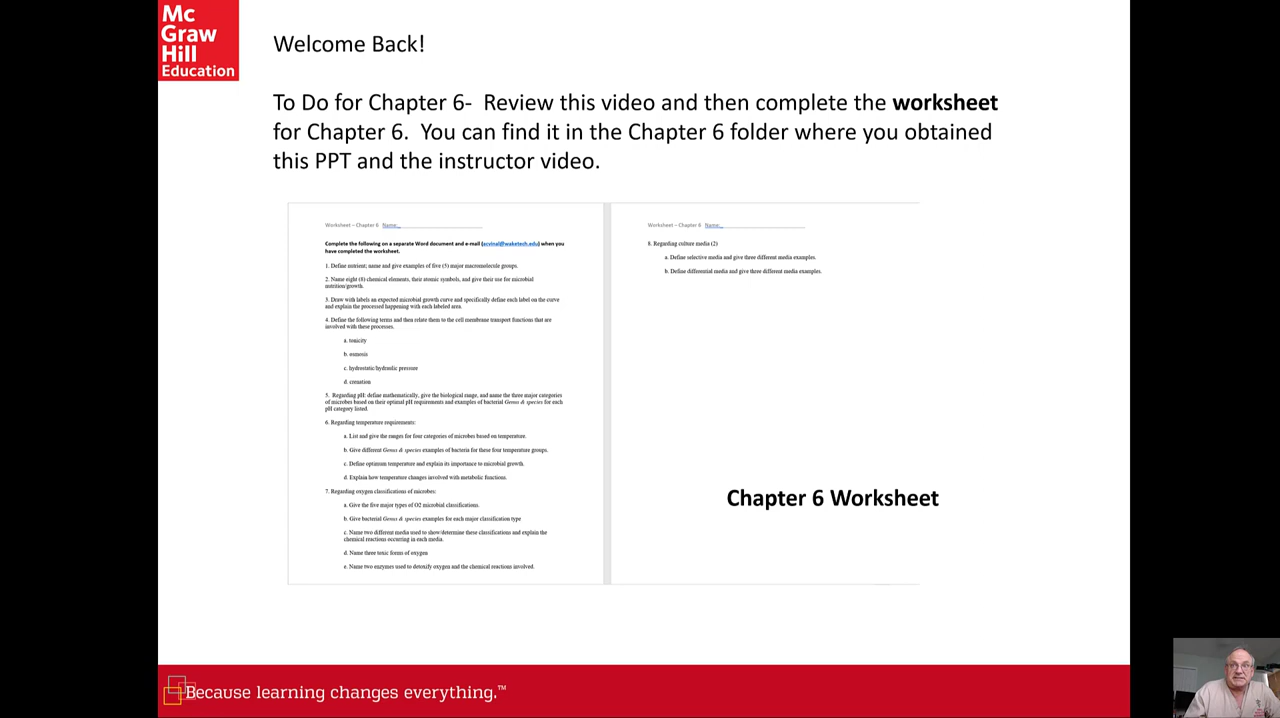 Mc
Graw
Hill
Education
Welcome Back!
To Do for Chapter 6- Review this video and then complete the worksheet
for Chapter 6. You can find it in the Chapter 6 folder where you obtained
this PPT and the instructor video.
Worksheet – Chapter 6 Name:_
Complete the following on a separate Word document and e-mail (acvinal@waketech.edu) when you
have completed the worksheet.
1. Define nutrient; name and give examples of five (5) major macromolecule groups.
2. Name eight (8) chemical elements, their atomic symbols, and give their use for microbial
nutrition/growth.
3. Draw with labels an expected microbial growth curve and specifically define each label on the curve
and explain the processed happening with each labeled area.
4. Define the following terms and then relate them to the cell membrane transport functions that are
involved with these processes.
a. tonicity
b. osmosis
c. hydrostatic/hydraulic pressure
d. crenation
5. Regarding pH: define mathematically, give the biological range, and name the three major categories
of microbes based on their optimal pH requirements and examples of bacterial Genus & species for each
pH category listed.
6. Regarding temperature requirements:
a. List and give the ranges for four categories of microbes based on temperature.
b. Give different Genus & species examples of bacteria for these four temperature groups.
c. Define optimum temperature and explain its importance to microbial growth.
d. Explain how temperature changes involved with metabolic functions.
7. Regarding oxygen classifications of microbes:
a. Give the five major types of O2 microbial classifications.
b. Give bacterial Genus & species examples for each major classification type
c. Name two different media used to show/determine these classifications and explain the
chemical reactions occurring in each media.
d. Name three toxic forms of oxygen
e. Name two enzymes used to detoxify oxygen and the chemical reactions involved.
Worksheet – Chapter 6 Name:_
8. Regarding culture media (2)
a. Define selective media and give three different media examples.
b. Define differential media and give three different media examples.
Chapter 6 Worksheet
Because learning changes everything.™